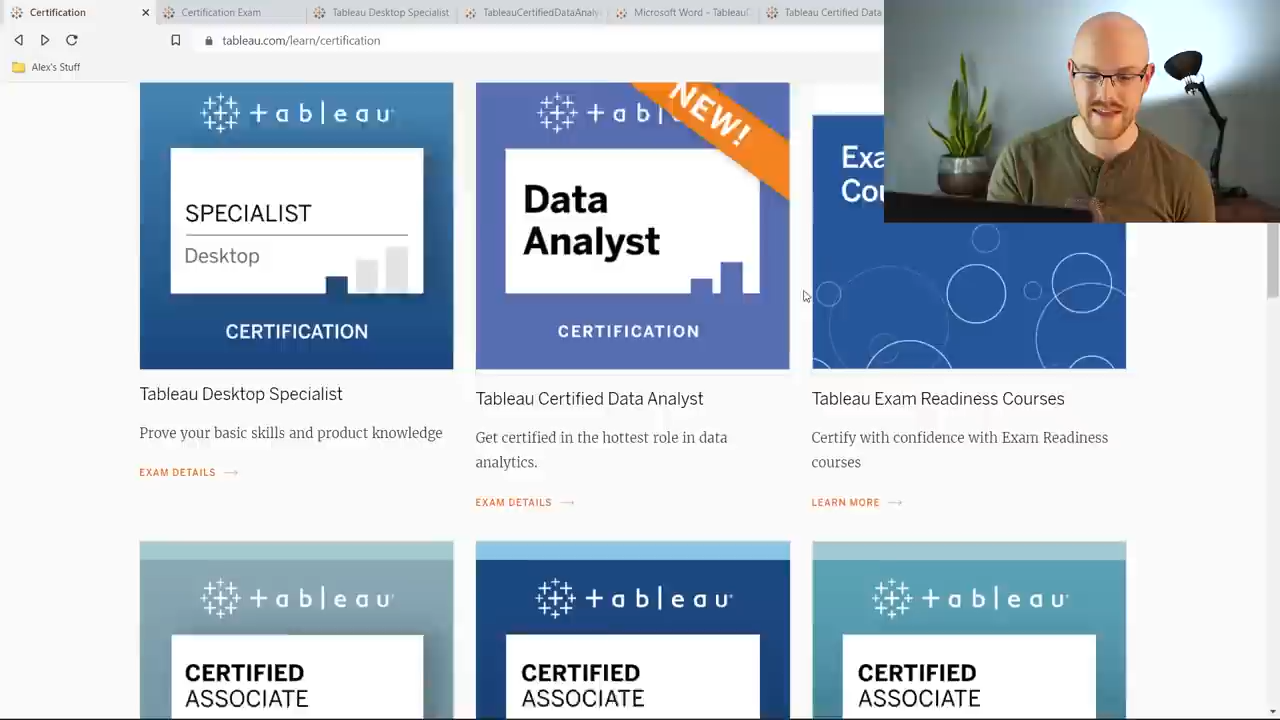 Certification
Certification Exam
Tableau Desktop Specialist
TableauCertifiedDataAnaly
Microsoft Word - Tableau
Tableau Certified Data
tableau.com/learn/certification
Alex's Stuff
+ a b | e a u
SPECIALIST
Desktop
CERTIFICATION
+ a b |
NEW!
Data
Analyst
CERTIFICATION
Exa
Co
Tableau Desktop Specialist
Prove your basic skills and product knowledge
EXAM DETAILS
Tableau Certified Data Analyst
Get certified in the hottest role in data
analytics.
EXAM DETAILS
Tableau Exam Readiness Courses
Certify with confidence with Exam Readiness
courses
LEARN MORE
+ a b | e a u
CERTIFIED
ASSOCIATE
+ a b | e a u
CERTIFIED
ASSOCIATE
+ a b | e a u
CERTIFIED
ASSOCIATE